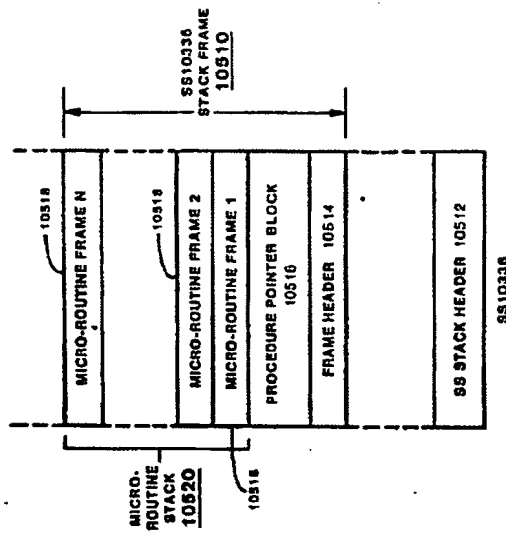 SS10336
STACK FRAME
10510
10518
MICRO-ROUTINE FRAME N
10518
MICRO-ROUTINE FRAME 2
MICRO-ROUTINE FRAME 1
PROCEDURE POINTER BLOCK
10516
FRAME HEADER 10514
SS STACK HEADER 10512
MICRO-
ROUTINE
STACK
10520
10518
SS10336